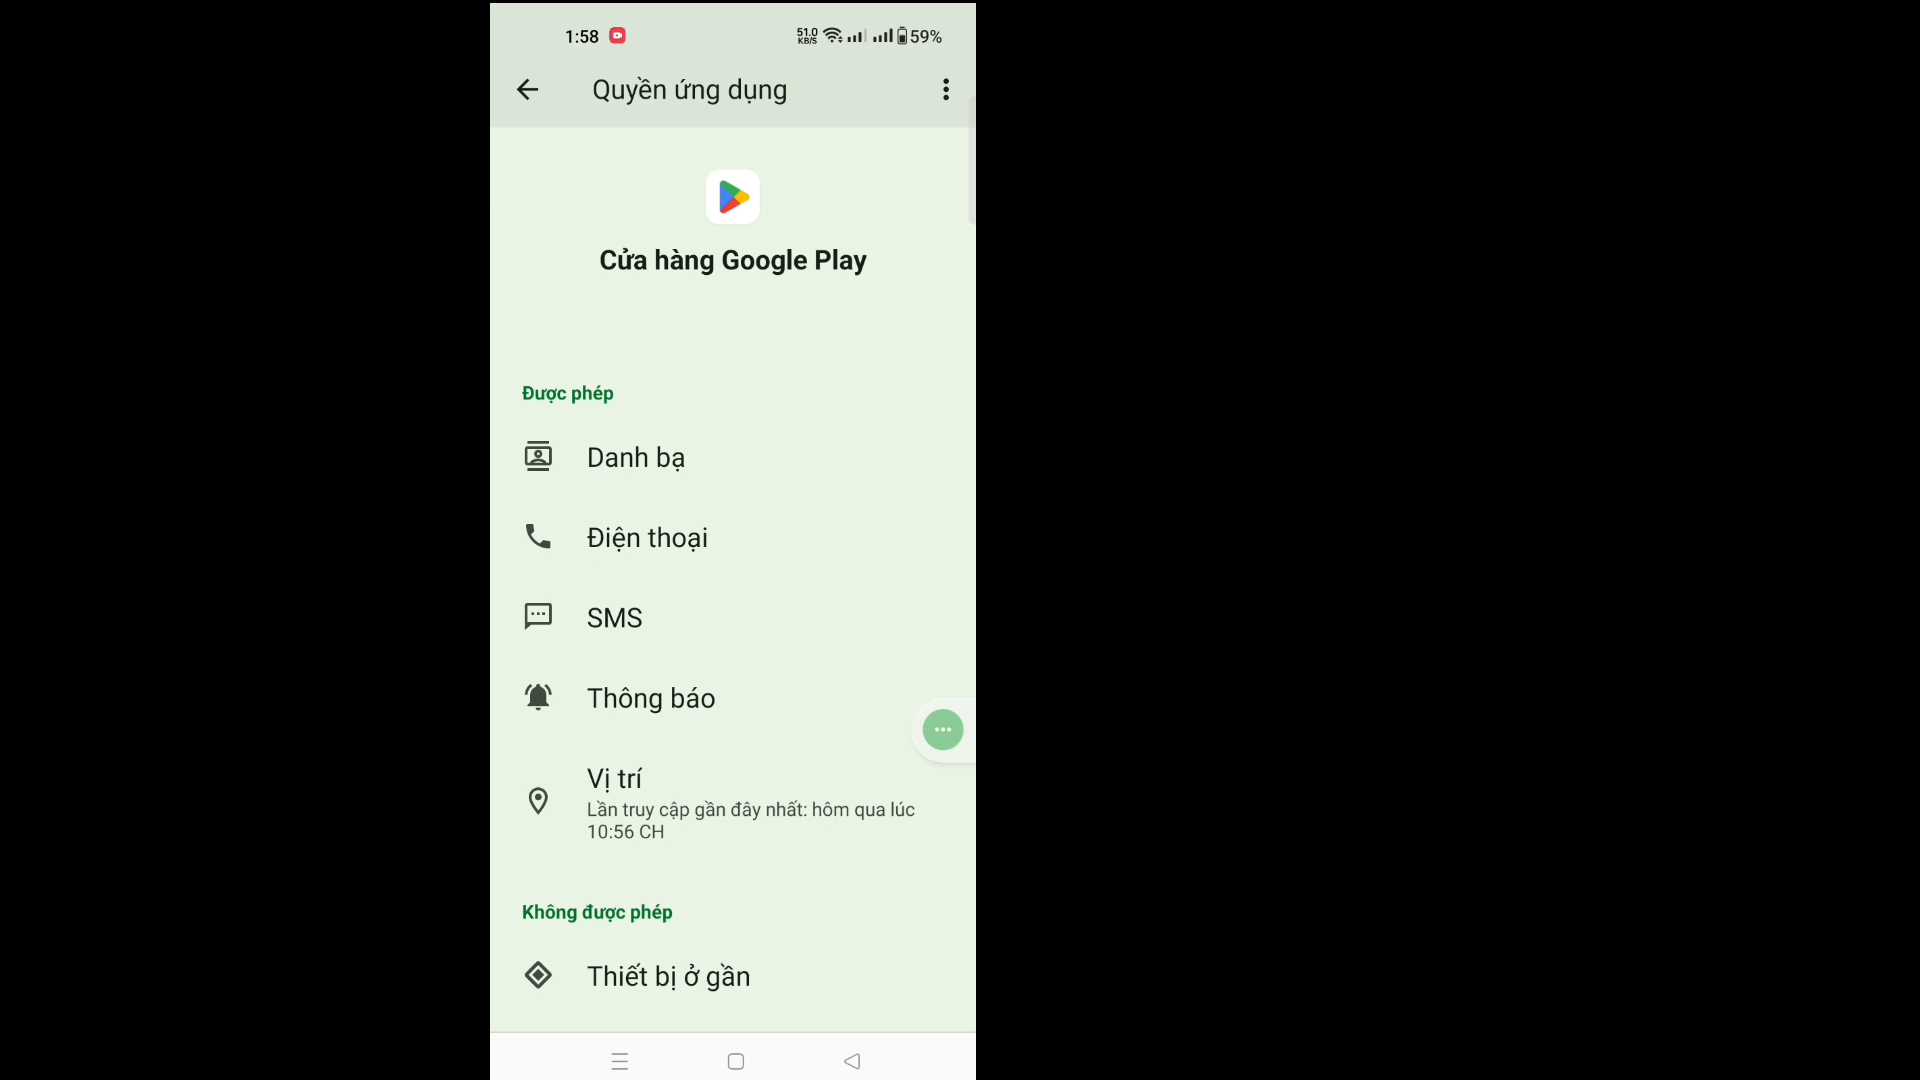 1:58
51.0
KB/S
59%
Quyền ứng dụng
Cửa hàng Google Play
Được phép
Danh bạ
Điện thoại
SMS
Thông báo
Vị trí
Lần truy cập gần đây nhất: hôm qua lúc
10:56 CH
Không được phép
Thiết bị ở gần